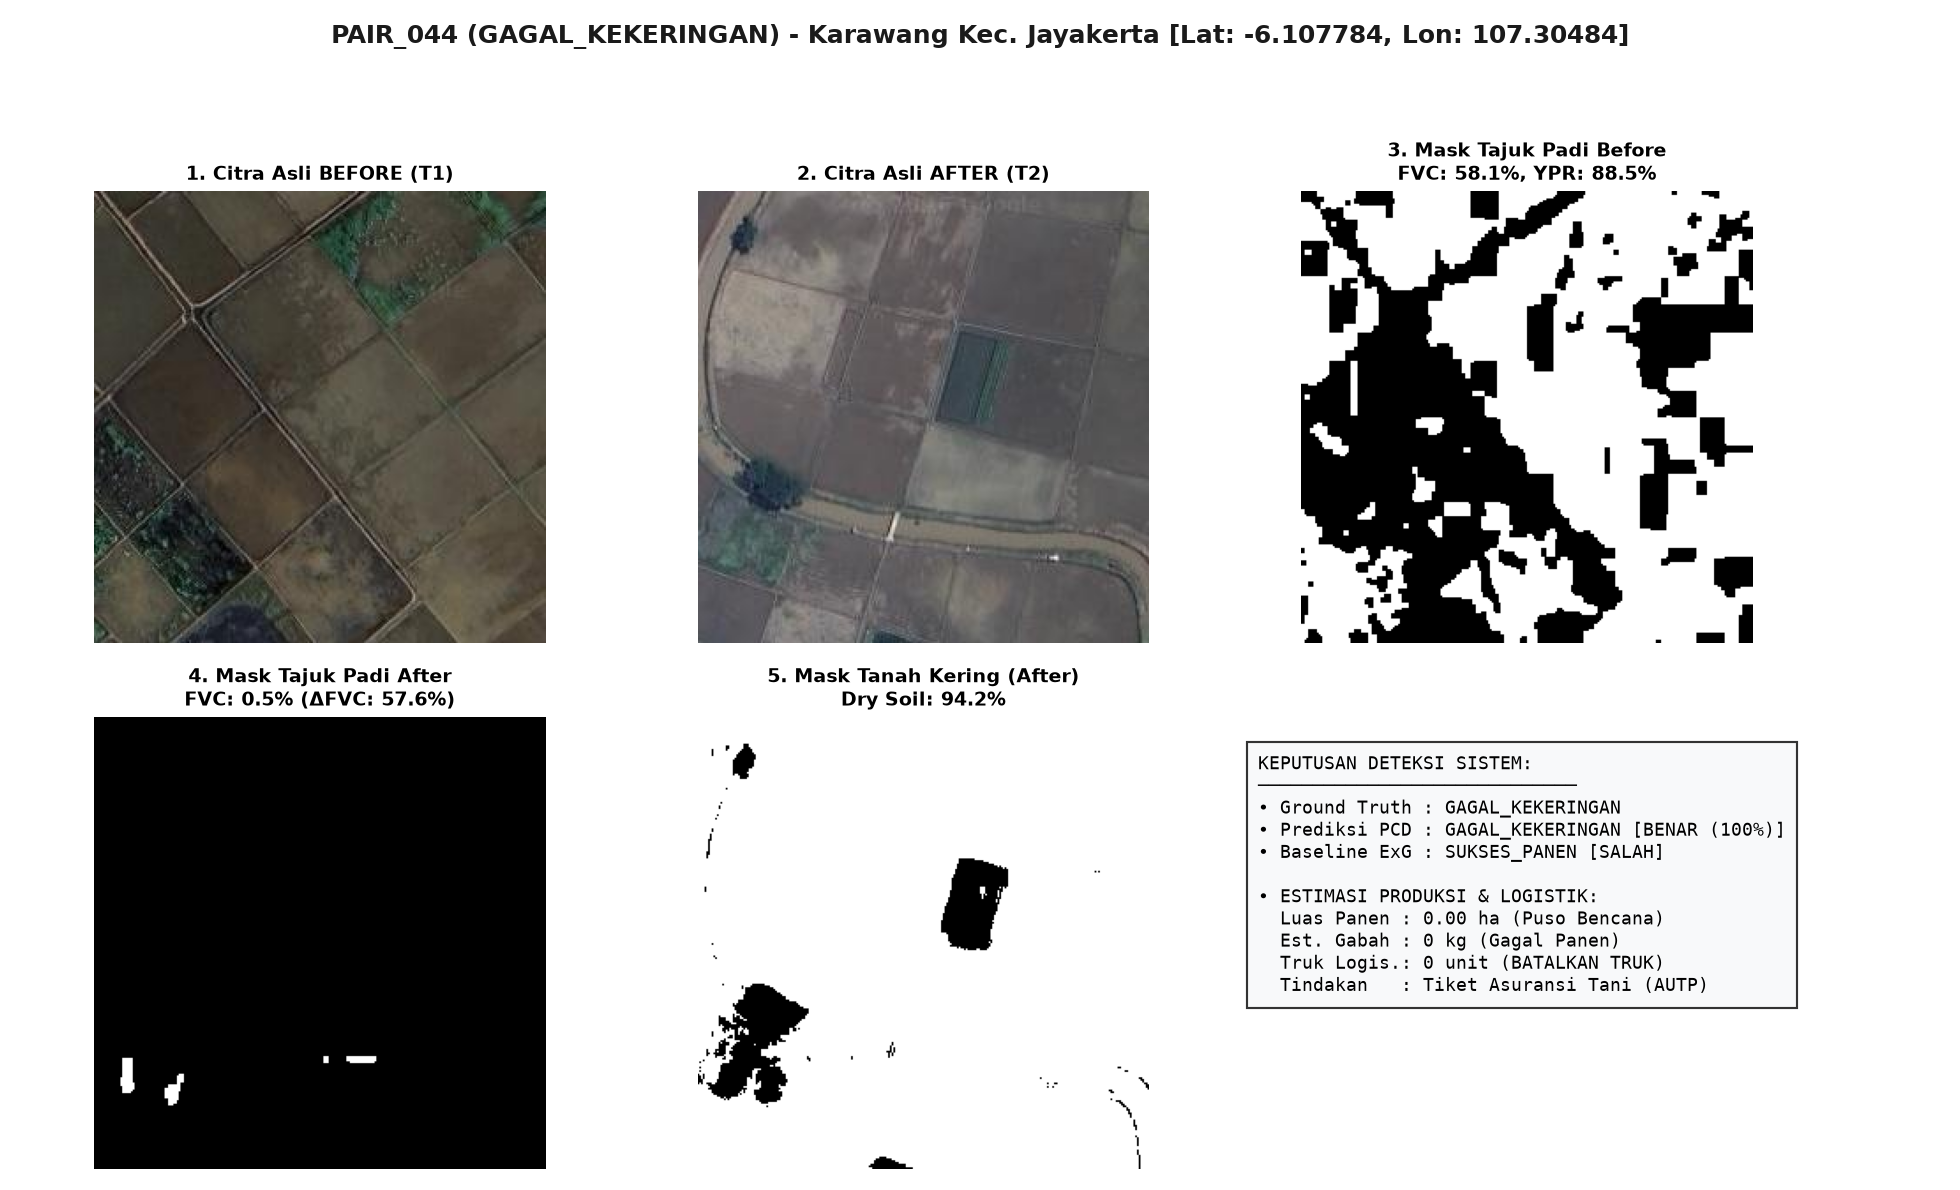 PAIR_044 (GAGAL_KEKERINGAN) - Karawang Kec. Jayakerta [Lat: -6.107784, Lon: 107.30484]
1. Citra Asli BEFORE (T1)
2. Citra Asli AFTER (T2)
3. Mask Tajuk Padi Before
FVC: 58.1%, YPR: 88.5%
4. Mask Tajuk Padi After
FVC: 0.5% (ΔFVC: 57.6%)
5. Mask Tanah Kering (After)
Dry Soil: 94.2%
KEPUTUSAN DETEKSI SISTEM:
• Ground Truth : GAGAL_KEKERINGAN
• Prediksi PCD : GAGAL_KEKERINGAN [BENAR (100%)]
• Baseline ExG : SUKSES_PANEN [SALAH]
• ESTIMASI PRODUKSI & LOGISTIK:
Luas Panen : 0.00 ha (Puso Bencana)
Est. Gabah : 0 kg (Gagal Panen)
Truk Logis.: 0 unit (BATALKAN TRUK)
Tindakan : Tiket Asuransi Tani (AUTP)